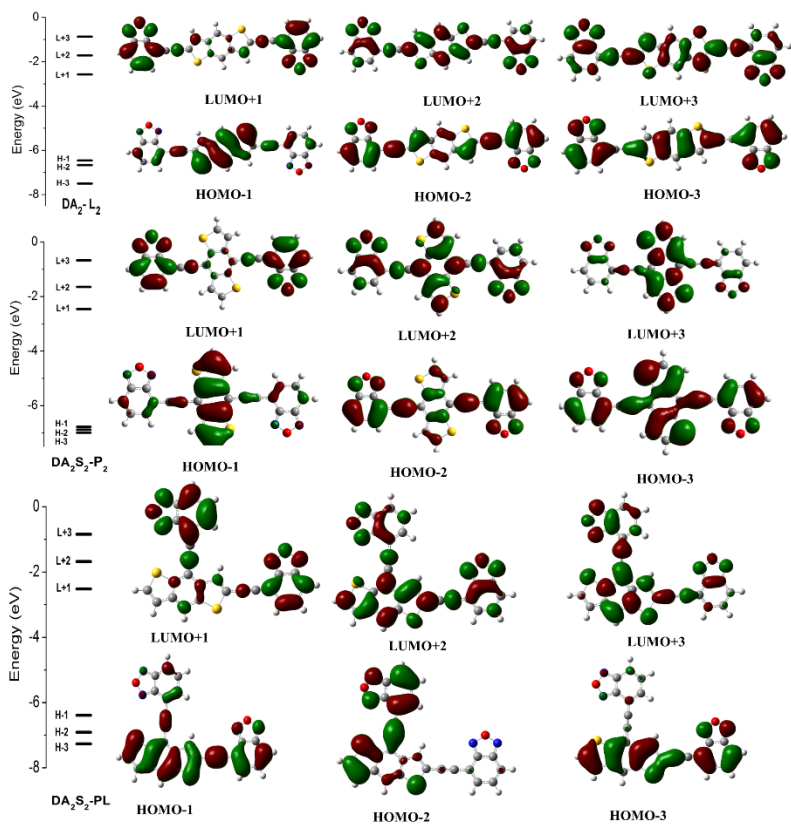 Energy (eV)
0
-2
-4
-6
-8
L+3
L+2
L+1
H-1
H-2
H-3
DA₂- L₂
LUMO+1
LUMO+2
LUMO+3
HOMO-1
HOMO-2
HOMO-3
Energy (eV)
0
-2
-4
-6
L+3
L+2
L+1
H-1
H-2
H-3
DA₂S₂-P₂
LUMO+1
LUMO+2
LUMO+3
HOMO-1
HOMO-2
HOMO-3
Energy (eV)
0
-2
-4
-6
-8
L+3
L+2
L+1
H-1
H-2
H-3
DA₂S₂-PL
LUMO+1
LUMO+2
LUMO+3
HOMO-1
HOMO-2
HOMO-3